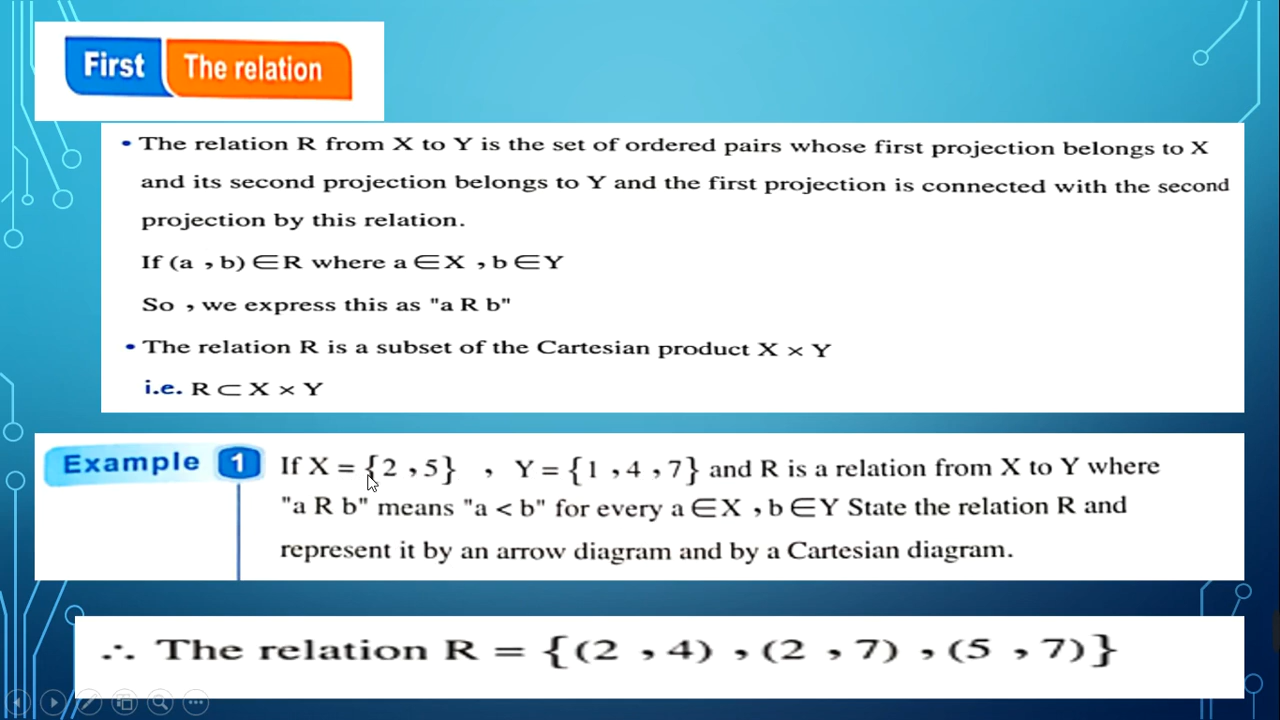 First The relation
• The relation R from X to Y is the set of ordered pairs whose first projection belongs to X
and its second projection belongs to Y and the first projection is connected with the second
projection by this relation.
If (a , b) ∈ R where a ∈ X , b ∈ Y
So , we express this as "a R b"
• The relation R is a subset of the Cartesian product X × Y
i.e. R ⊂ X × Y
Example 1 If X = {2 , 5} , Y = {1 , 4 , 7} and R is a relation from X to Y where
"a R b" means "a < b" for every a ∈ X , b ∈ Y State the relation R and
represent it by an arrow diagram and by a Cartesian diagram.
∴ The relation R = {(2 , 4) , (2 , 7) , (5 , 7)}